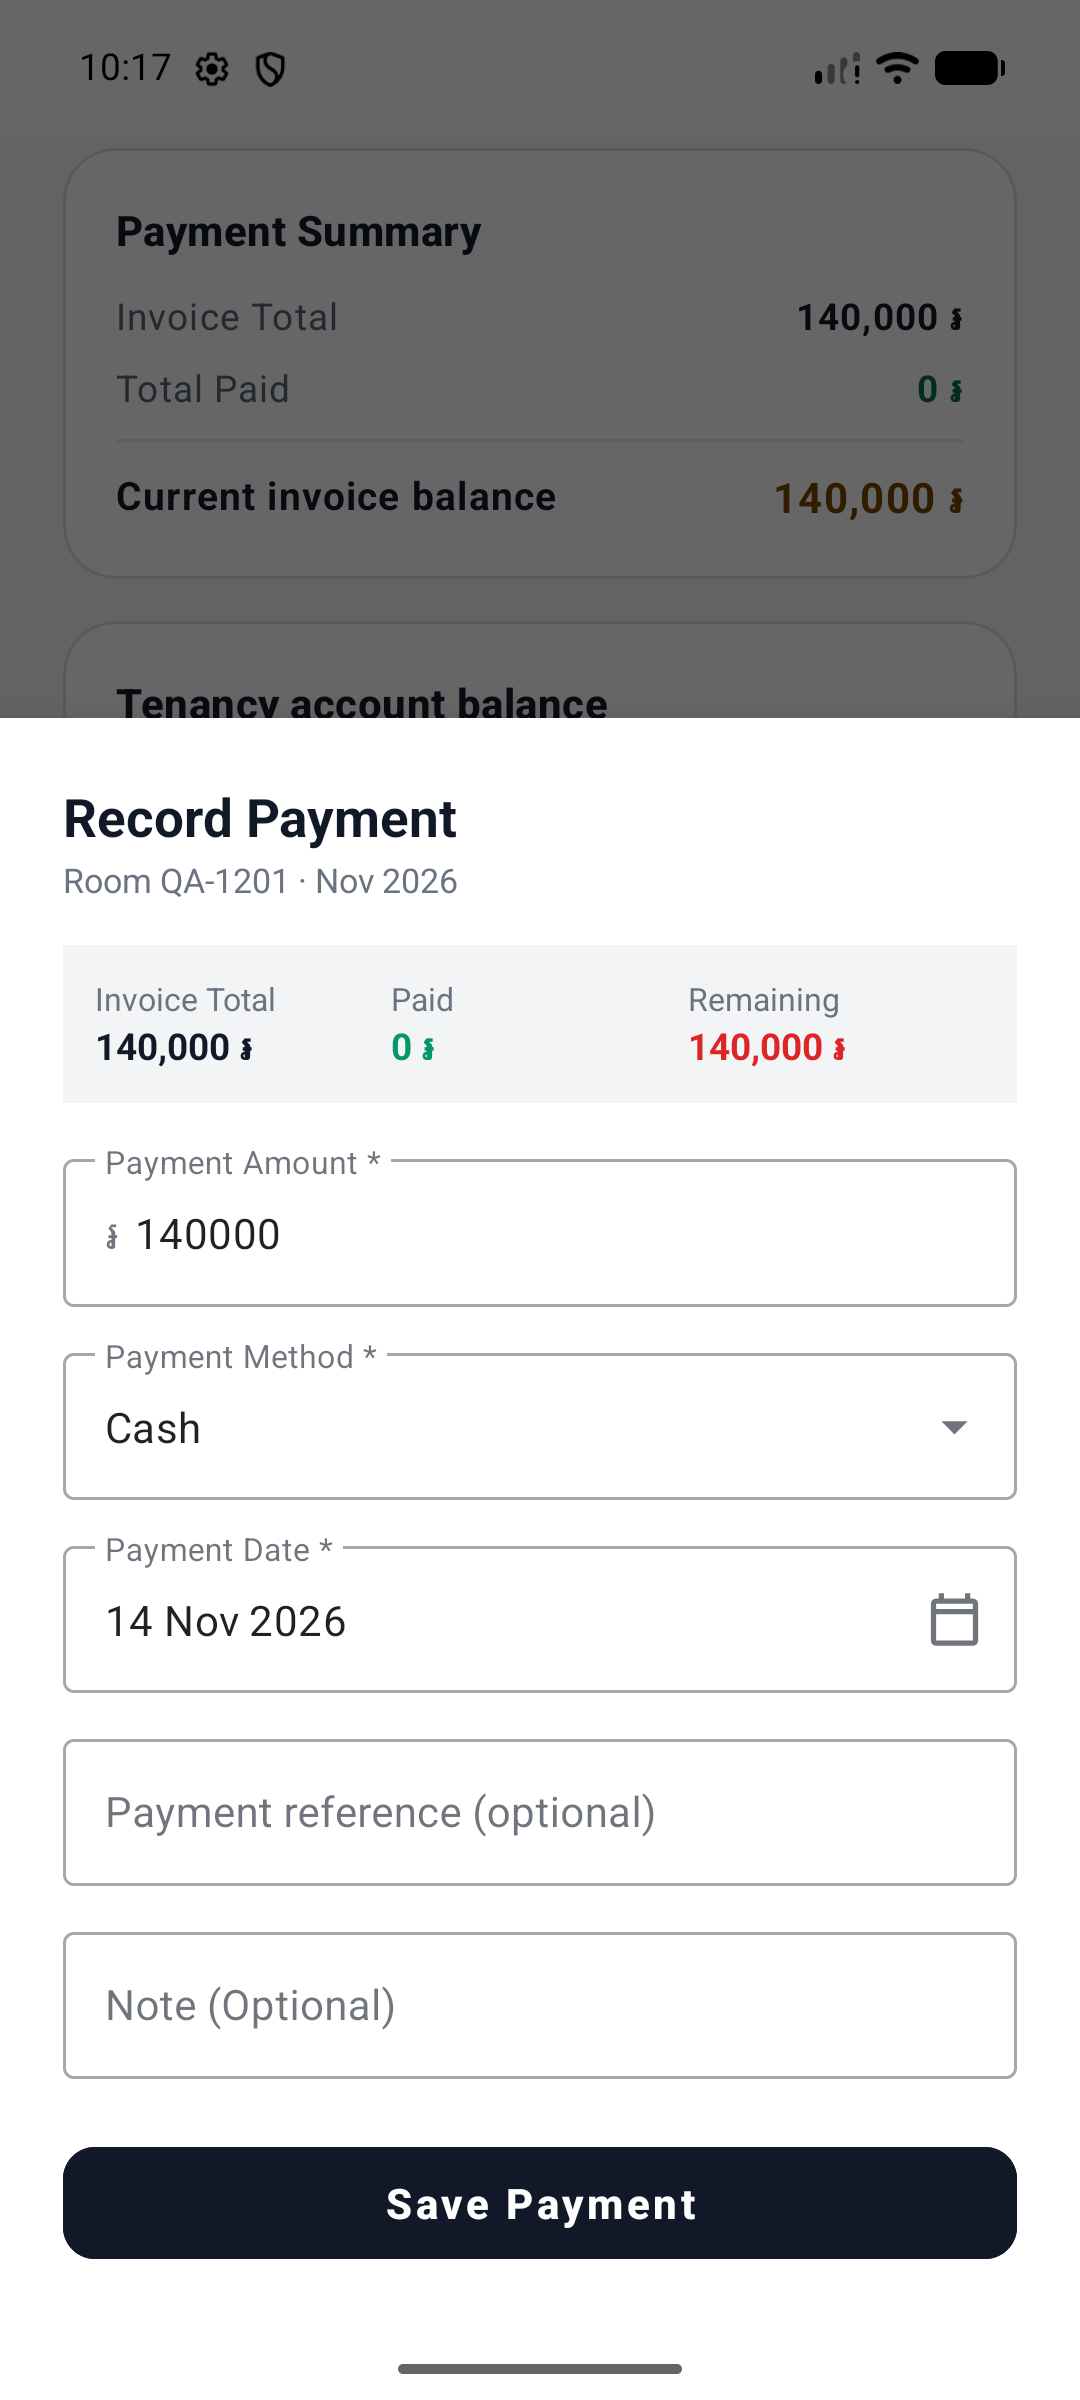 10:17
Payment Summary
Invoice Total 140,000 ៛
Total Paid 0 ៛
Current invoice balance 140,000 ៛
Tenancy account balance
Record Payment
Room QA-1201 · Nov 2026
Invoice Total Paid Remaining
140,000 ៛ 0 ៛ 140,000 ៛
Payment Amount *
៛ 140000
Payment Method *
Cash
Payment Date *
14 Nov 2026
Payment reference (optional)
Note (Optional)
Save Payment